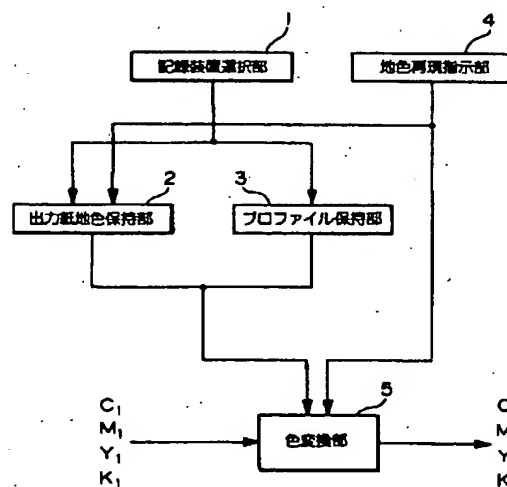 1
記録装置選択部
4
地色再現指示部
2
出力紙地色保持部
3
プロファイル保持部
5
色変換部
C₁
M₁
Y₁
K₁
C
M
Y
K